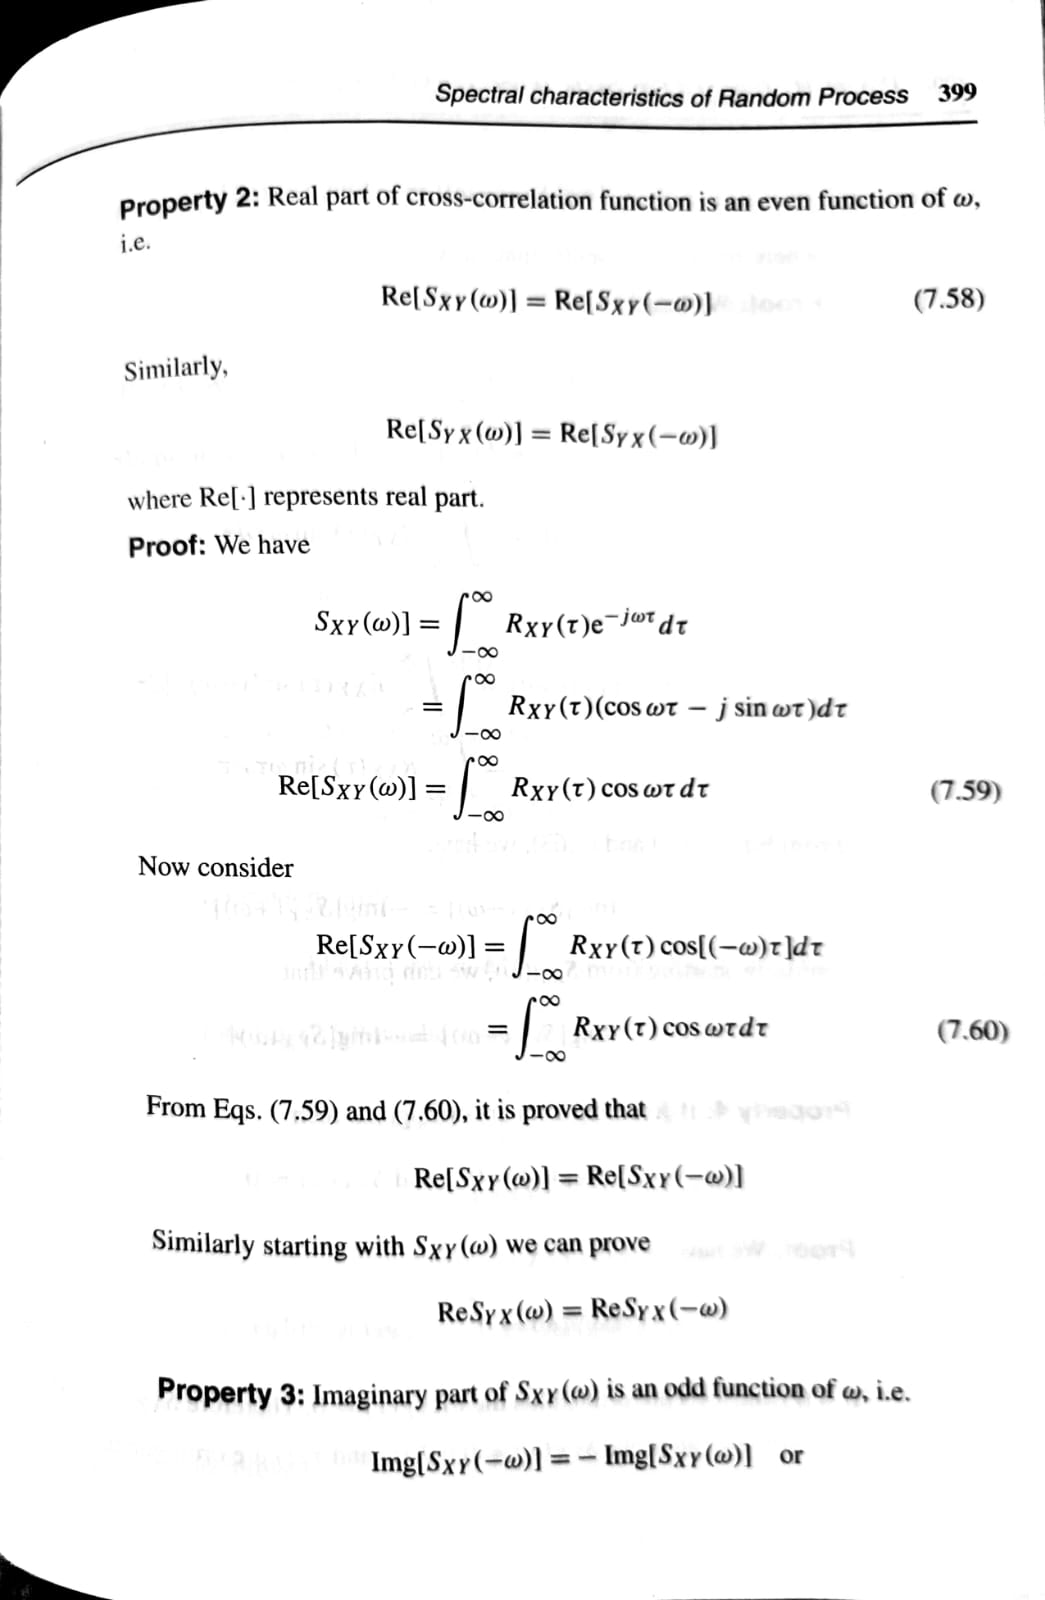 Spectral characteristics of Random Process 399
Property 2: Real part of cross-correlation function is an even function of ω,
i.e.
Re[S_XY(ω)] = Re[S_XY(−ω)] (7.58)
Similarly,
Re[S_YX(ω)] = Re[S_YX(−ω)]
where Re[·] represents real part.
Proof: We have
S_XY(ω)] = ∫_{−∞}^{∞} R_XY(τ)e^{−jωτ} dτ
= ∫_{−∞}^{∞} R_XY(τ)(cos ωτ − j sin ωτ)dτ
Re[S_XY(ω)] = ∫_{−∞}^{∞} R_XY(τ) cos ωτ dτ (7.59)
Now consider
Re[S_XY(−ω)] = ∫_{−∞}^{∞} R_XY(τ) cos[(−ω)τ]dτ
= ∫_{−∞}^{∞} R_XY(τ) cos ωτdτ (7.60)
From Eqs. (7.59) and (7.60), it is proved that
Re[S_XY(ω)] = Re[S_XY(−ω)]
Similarly starting with S_XY(ω) we can prove
ReS_YX(ω) = ReS_YX(−ω)
Property 3: Imaginary part of S_XY(ω) is an odd function of ω, i.e.
Img[S_XY(−ω)] = − Img[S_XY(ω)] or